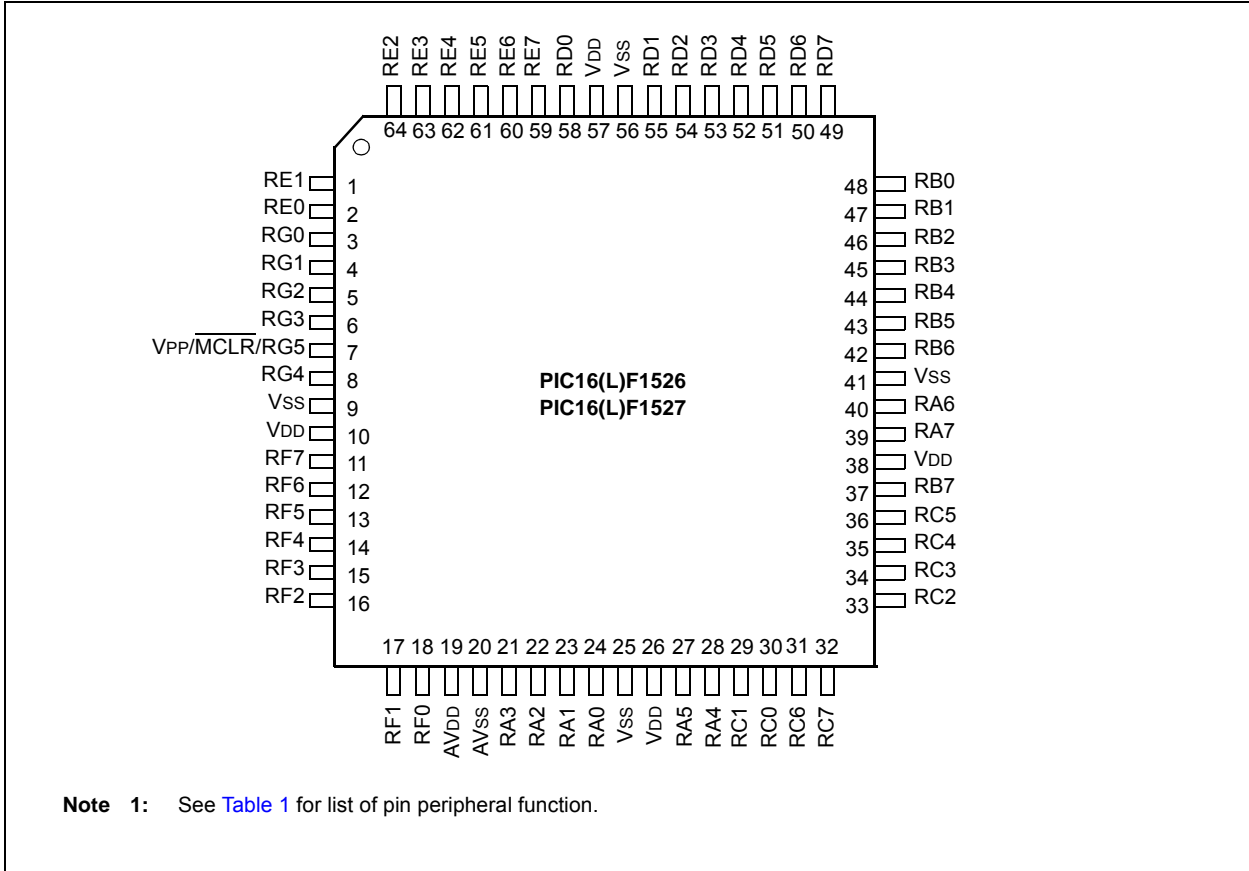 RE2 RE3 RE4 RE5 RE6 RE7 RD0 VDD VSS RD1 RD2 RD3 RD4 RD5 RD6 RD7
64 63 62 61 60 59 58 57 56 55 54 53 52 51 50 49
RE1 1 48 RB0
RE0 2 47 RB1
RG0 3 46 RB2
RG1 4 45 RB3
RG2 5 44 RB4
RG3 6 43 RB5
VPP/MCLR/RG5 7 42 RB6
RG4 8 PIC16(L)F1526 41 VSS
VSS 9 PIC16(L)F1527 40 RA6
VDD 10 39 RA7
RF7 11 38 VDD
RF6 12 37 RB7
RF5 13 36 RC5
RF4 14 35 RC4
RF3 15 34 RC3
RF2 16 33 RC2
17 18 19 20 21 22 23 24 25 26 27 28 29 30 31 32
RF1 RF0 AVDD AVSS RA3 RA2 RA1 RA0 VSS VDD RA5 RA4 RC1 RC0 RC6 RC7
Note 1: See Table 1 for list of pin peripheral function.